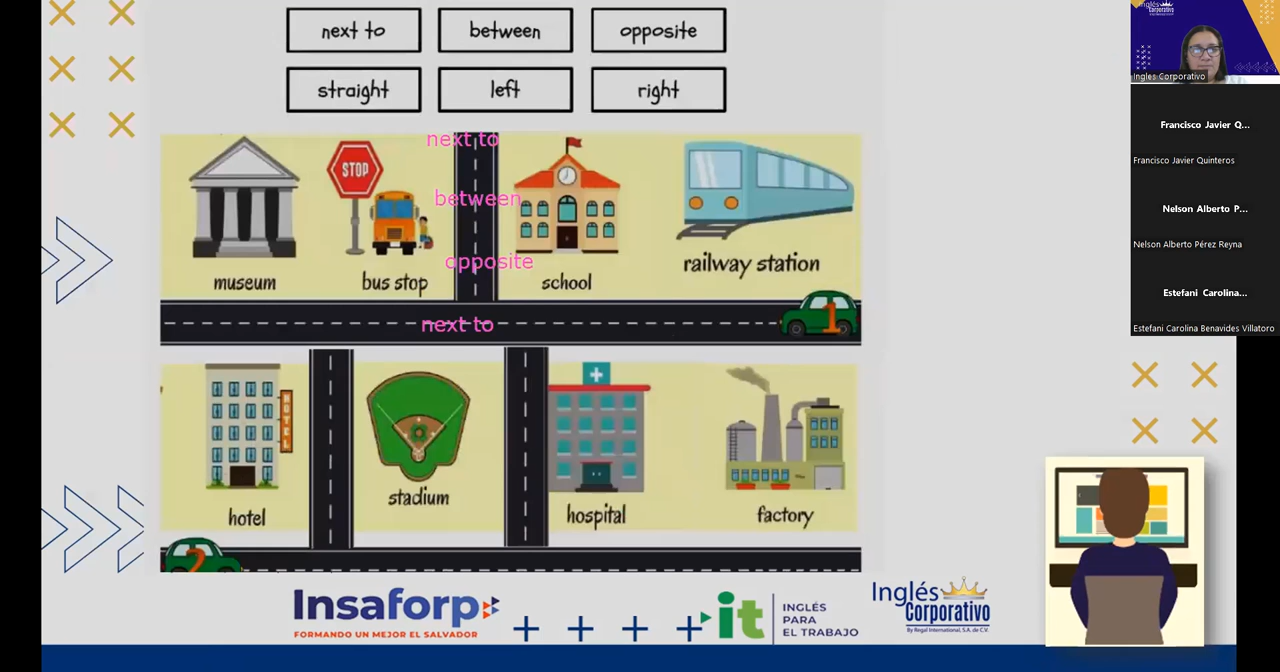 next to
between
opposite
straight
left
right
next to
between
opposite
next to
STOP
museum
bus stop
school
railway station
1
HOTEL
hotel
stadium
hospital
factory
2
Insaforp
FORMANDO UN MEJOR EL SALVADOR
it
INGLÉS
PARA
EL TRABAJO
Inglés
Corporativo
By Regal International, S.A. de C.V.
Inglés
Corporativo
Ingles Corporativo
Francisco Javier Q...
Francisco Javier Quinteros
Nelson Alberto P...
Nelson Alberto Pérez Reyna
Estefani Carolina...
Estefani Carolina Benavides Villatoro